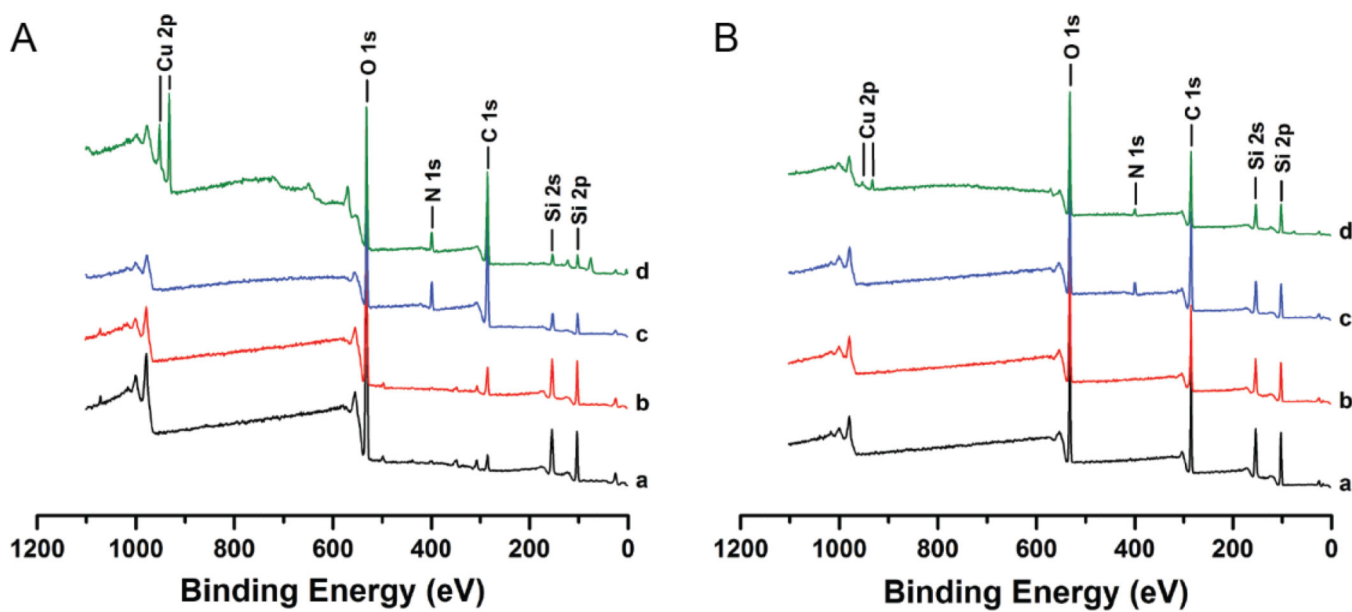 A
Cu 2p
O 1s
N 1s
C 1s
Si 2s
Si 2p
d
c
b
a
1200 1000 800 600 400 200 0
Binding Energy (eV)
B
Cu 2p
O 1s
N 1s
C 1s
Si 2s
Si 2p
d
c
b
a
1200 1000 800 600 400 200 0
Binding Energy (eV)